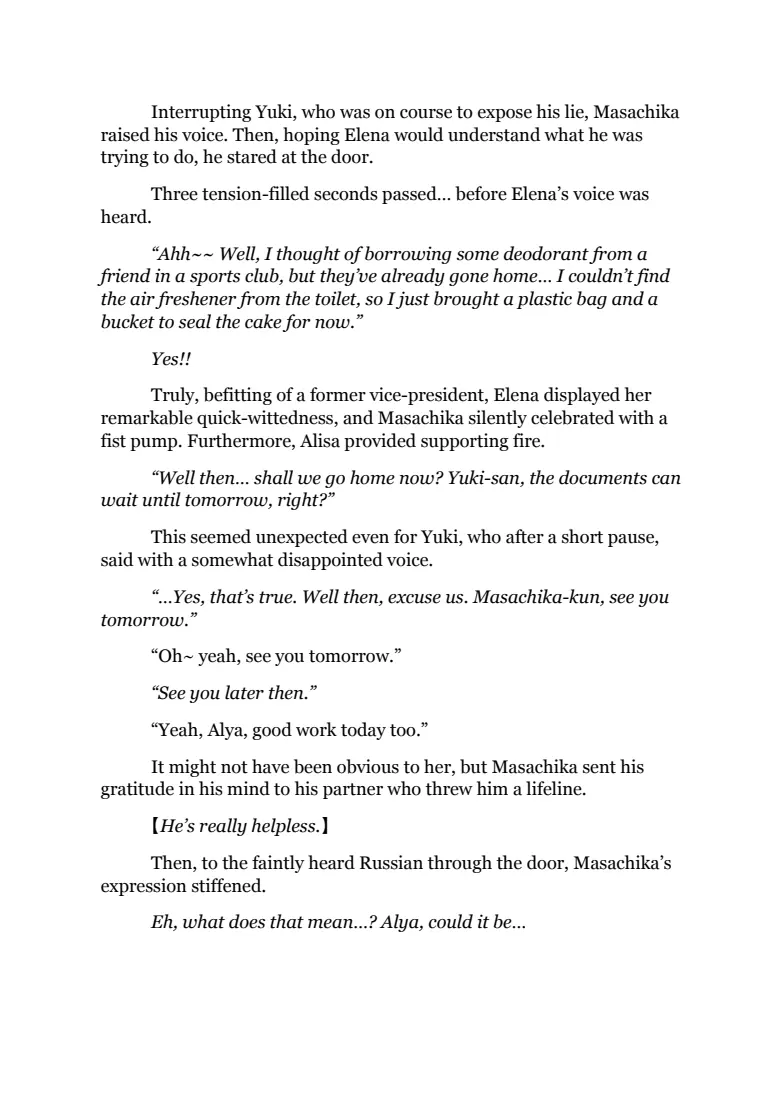 Interrupting Yuki, who was on course to expose his lie, Masachika
raised his voice. Then, hoping Elena would understand what he was
trying to do, he stared at the door.
Three tension-filled seconds passed... before Elena’s voice was
heard.
“Ahh~~ Well, I thought of borrowing some deodorant from a
friend in a sports club, but they’ve already gone home... I couldn’t find
the air freshener from the toilet, so I just brought a plastic bag and a
bucket to seal the cake for now.”
Yes!!
Truly, befitting of a former vice-president, Elena displayed her
remarkable quick-wittedness, and Masachika silently celebrated with a
fist pump. Furthermore, Alisa provided supporting fire.
“Well then... shall we go home now? Yuki-san, the documents can
wait until tomorrow, right?”
This seemed unexpected even for Yuki, who after a short pause,
said with a somewhat disappointed voice.
“...Yes, that’s true. Well then, excuse us. Masachika-kun, see you
tomorrow.”
“Oh~ yeah, see you tomorrow.”
“See you later then.”
“Yeah, Alya, good work today too.”
It might not have been obvious to her, but Masachika sent his
gratitude in his mind to his partner who threw him a lifeline.
【He’s really helpless.】
Then, to the faintly heard Russian through the door, Masachika’s
expression stiffened.
Eh, what does that mean...? Alya, could it be...